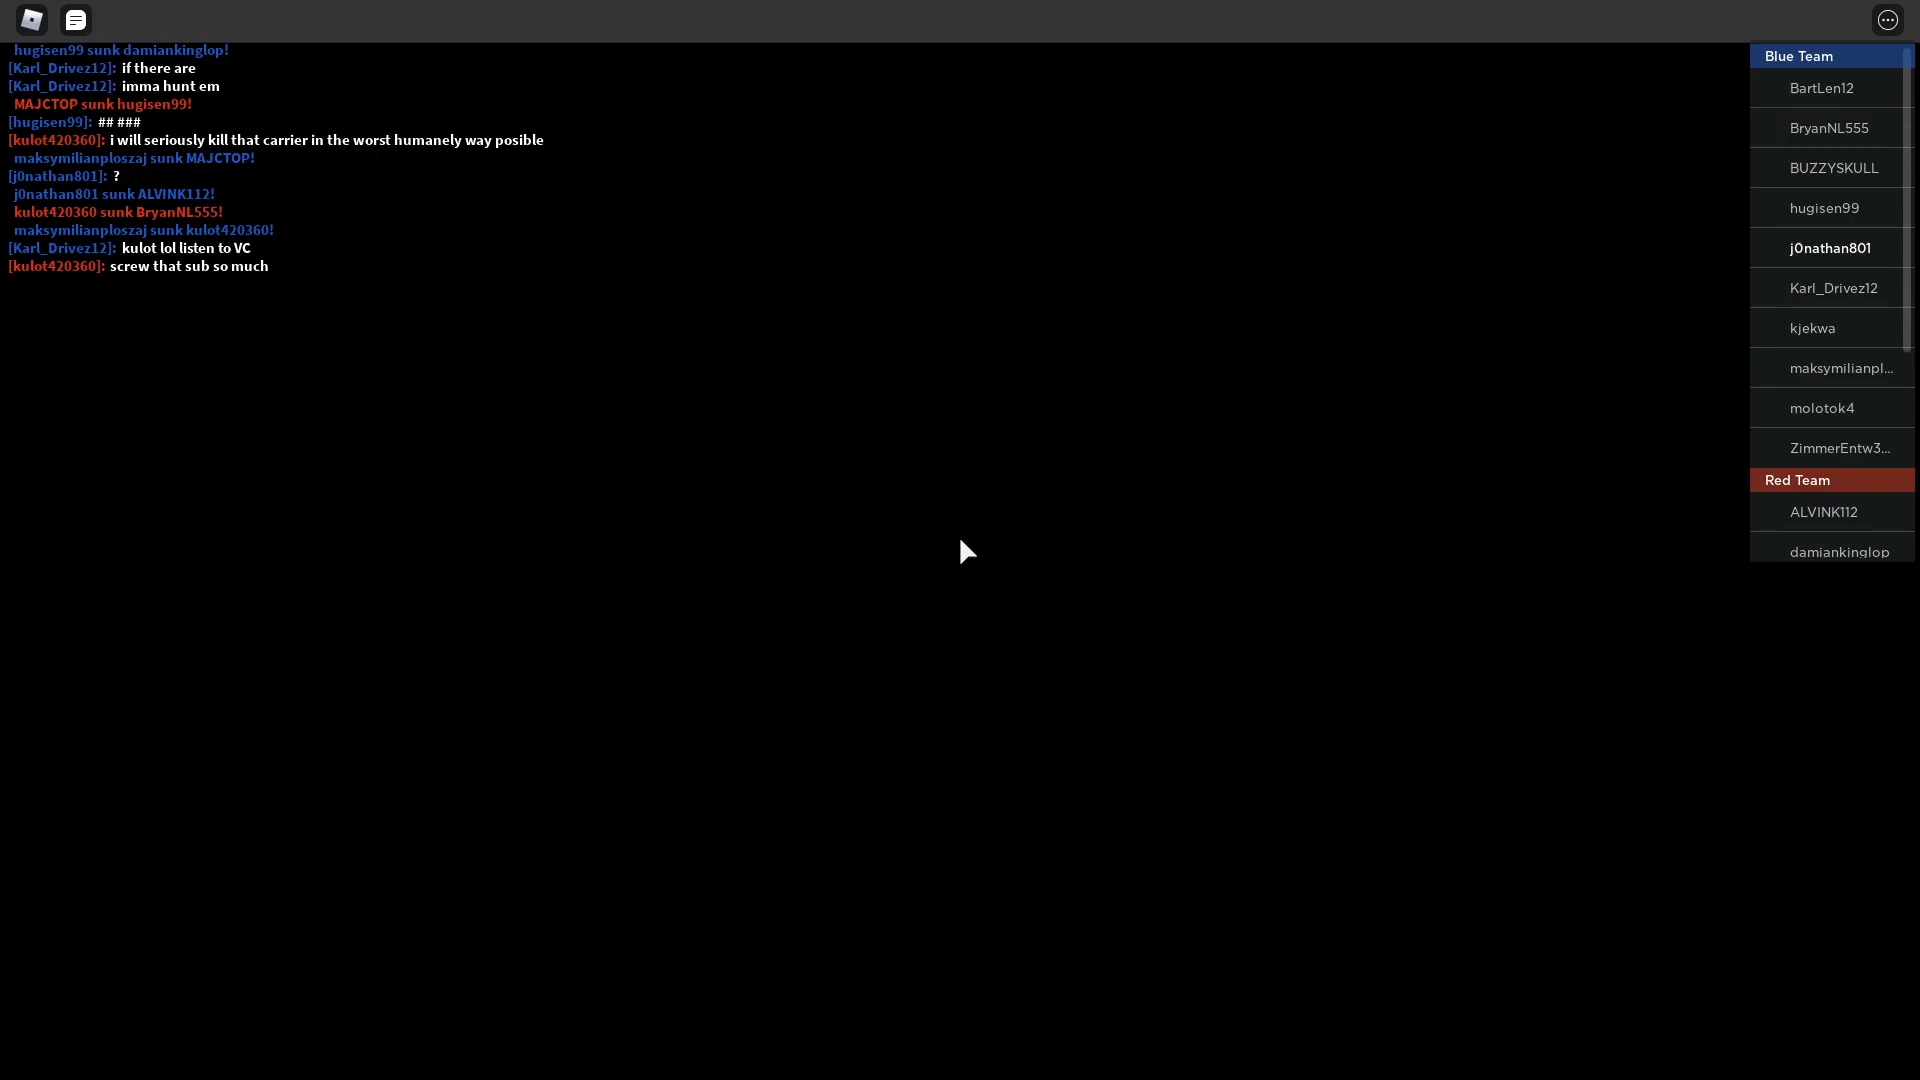 hugisen99 sunk damiankinglop!
[Karl_Drivez12]: if there are
[Karl_Drivez12]: imma hunt em
MAJCTOP sunk hugisen99!
[hugisen99]: ## ###
[kulot420360]: i will seriously kill that carrier in the worst humanely way posible
maksymilianploszaj sunk MAJCTOP!
[j0nathan801]: ?
j0nathan801 sunk ALVINK112!
kulot420360 sunk BryanNL555!
maksymilianploszaj sunk kulot420360!
[Karl_Drivez12]: kulot lol listen to VC
[kulot420360]: screw that sub so much
Blue Team
BartLen12
BryanNL555
BUZZYSKULL
hugisen99
j0nathan801
Karl_Drivez12
kjekwa
maksymilianpl...
molotok4
ZimmerEntw3...
Red Team
ALVINK112
damiankinglop